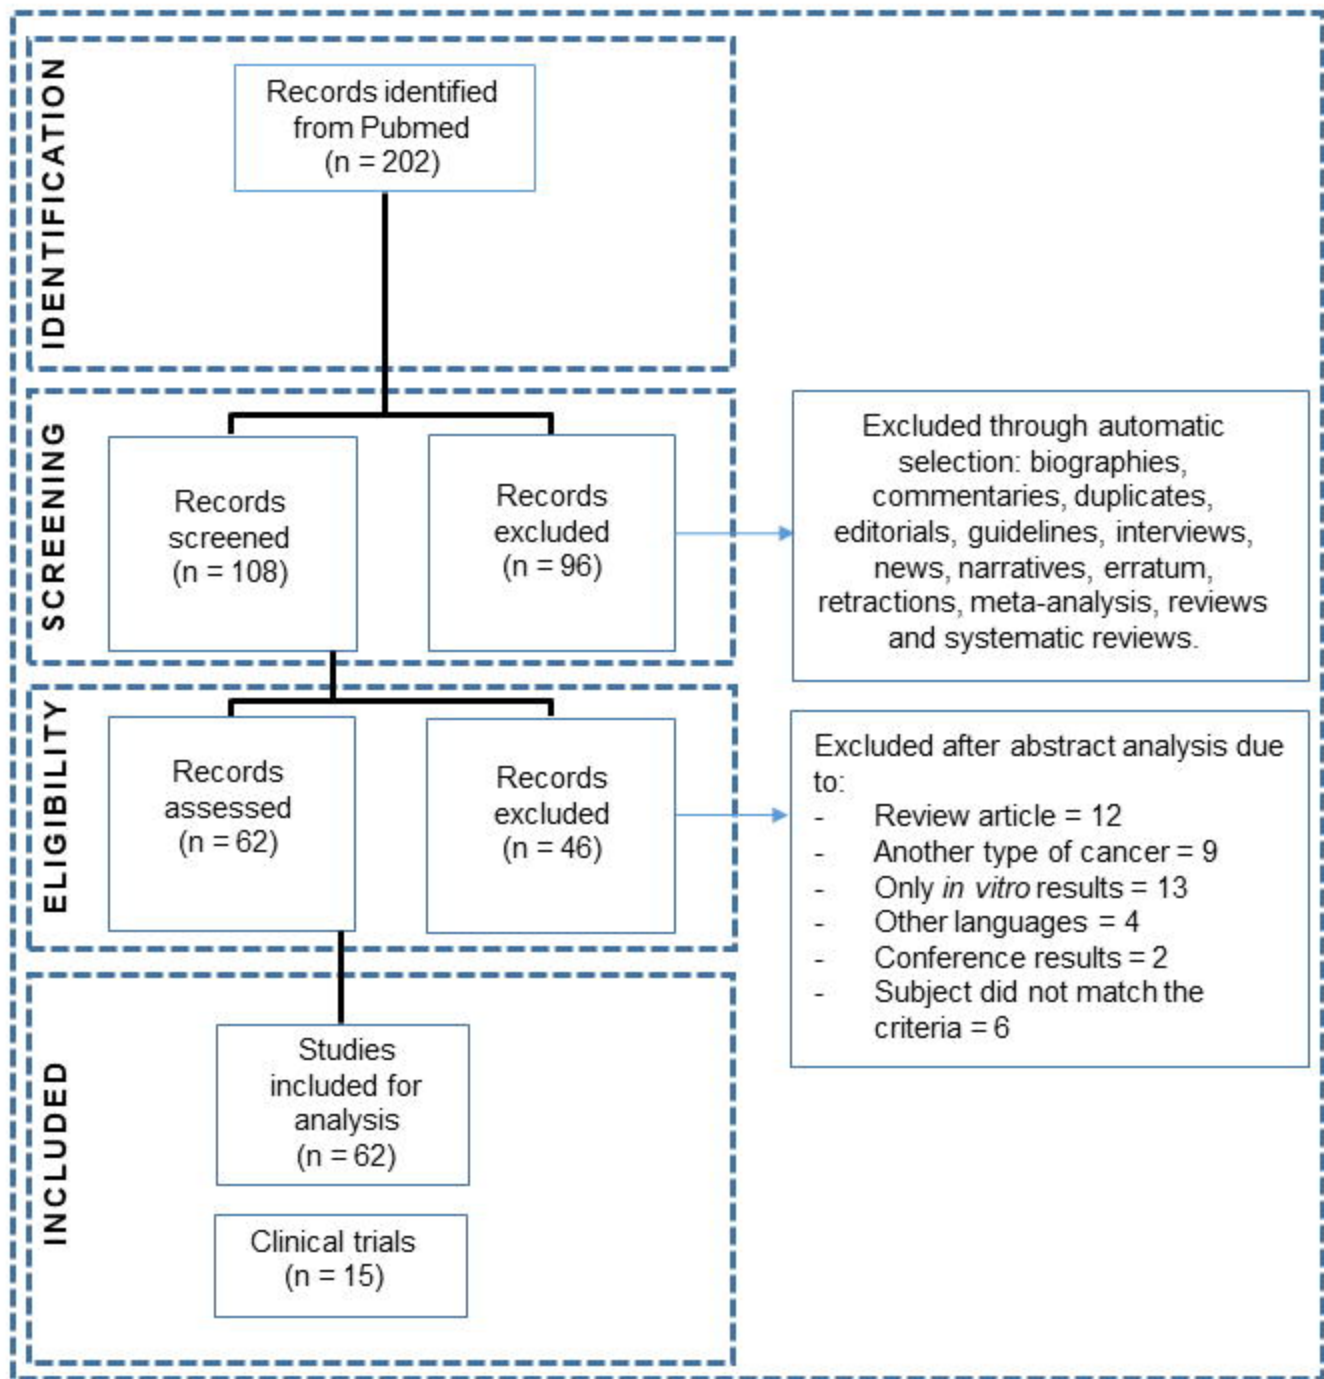 IDENTIFICATION
Records identified
from Pubmed
(n = 202)
SCREENING
Records
screened
(n = 108)
Records
excluded
(n = 96)
Excluded through automatic
selection: biographies,
commentaries, duplicates,
editorials, guidelines, interviews,
news, narratives, erratum,
retractions, meta-analysis, reviews
and systematic reviews.
ELIGIBILITY
Records
assessed
(n = 62)
Records
excluded
(n = 46)
Excluded after abstract analysis due
to:
- Review article = 12
- Another type of cancer = 9
- Only in vitro results = 13
- Other languages = 4
- Conference results = 2
- Subject did not match the
criteria = 6
INCLUDED
Studies
included for
analysis
(n = 62)
Clinical trials
(n = 15)